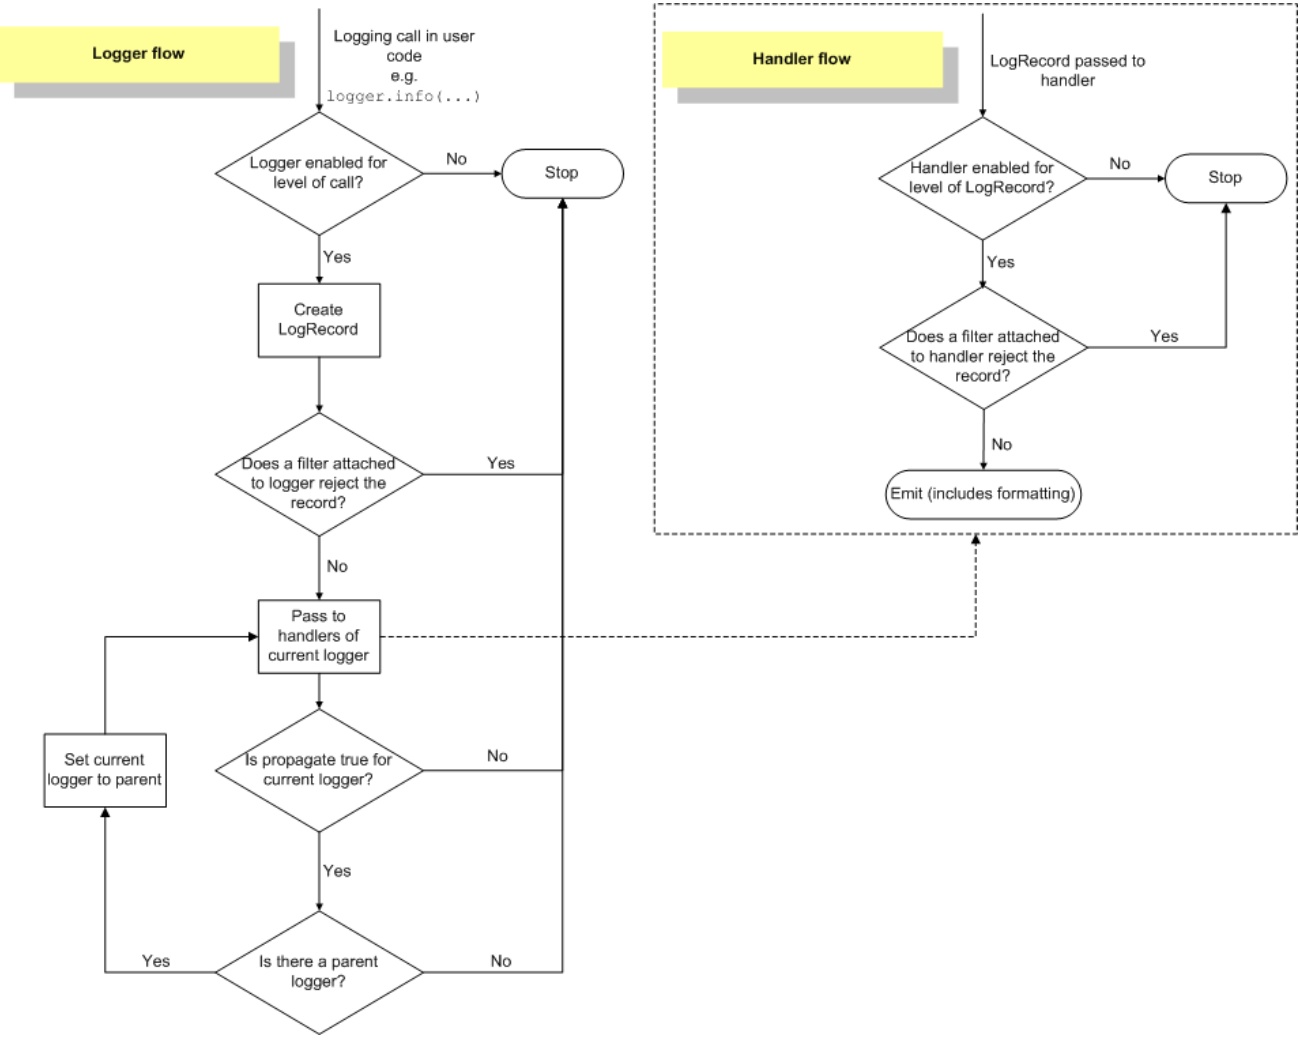 Logger flow
Logging call in user
code
e.g.
logger.info(...)
Logger enabled for
level of call?
No
Stop
Yes
Create
LogRecord
Does a filter attached
to logger reject the
record?
Yes
No
Pass to
handlers of
current logger
Set current
logger to parent
Is propagate true for
current logger?
No
Yes
Is there a parent
logger?
Yes
No
Handler flow
LogRecord passed to
handler
Handler enabled for
level of LogRecord?
No
Stop
Yes
Does a filter attached
to handler reject the
record?
Yes
No
Emit (includes formatting)